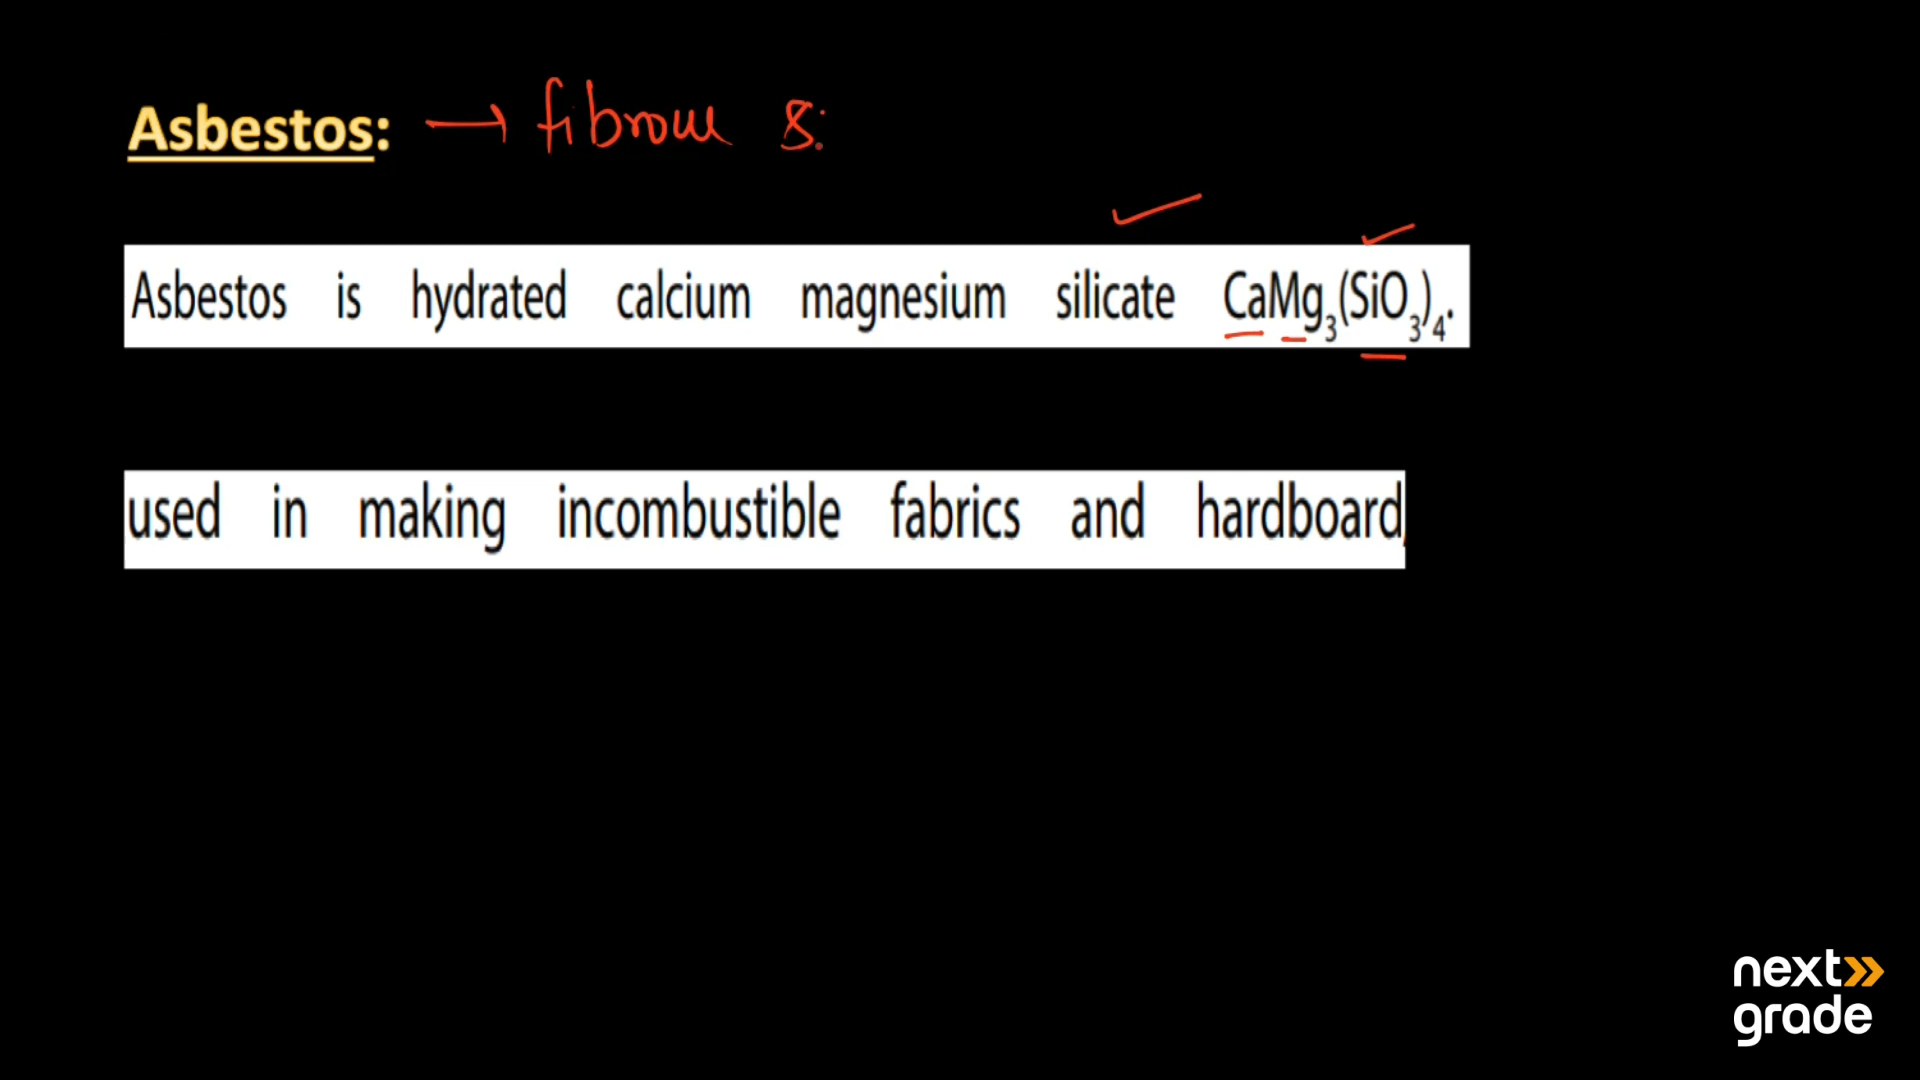 Asbestos: → fibrous
Asbestos is hydrated calcium magnesium silicate CaMg₃(SiO₃)₄.
used in making incombustible fabrics and hardboard,
next
grade